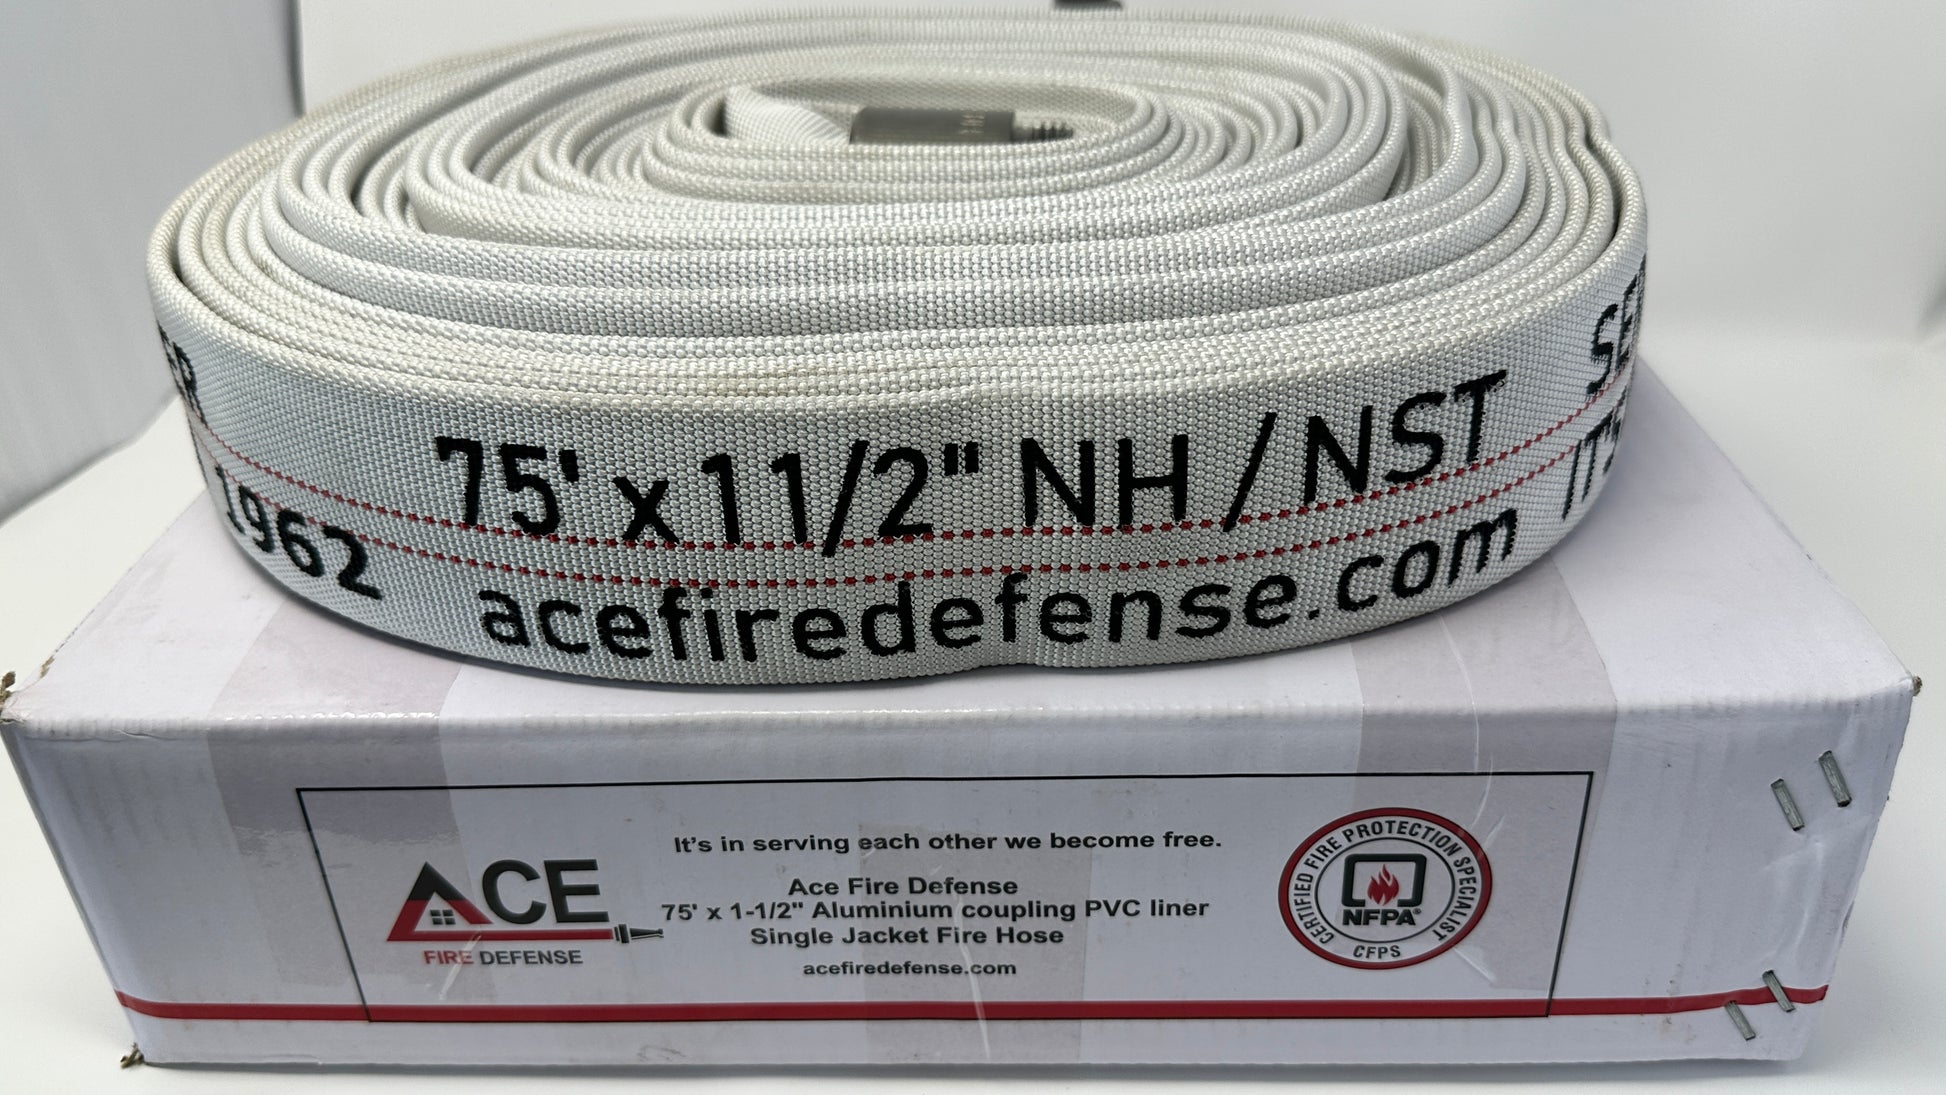 75' x 1 1/2" NH / NST
1962
acefiredefense.com
It's in serving each other we become free.
ACE
FIRE DEFENSE
Ace Fire Defense
75' x 1-1/2" Aluminium coupling PVC liner
Single Jacket Fire Hose
acefiredefense.com
CERTIFIED FIRE PROTECTION SPECIALIST
NFPA®
CFPS